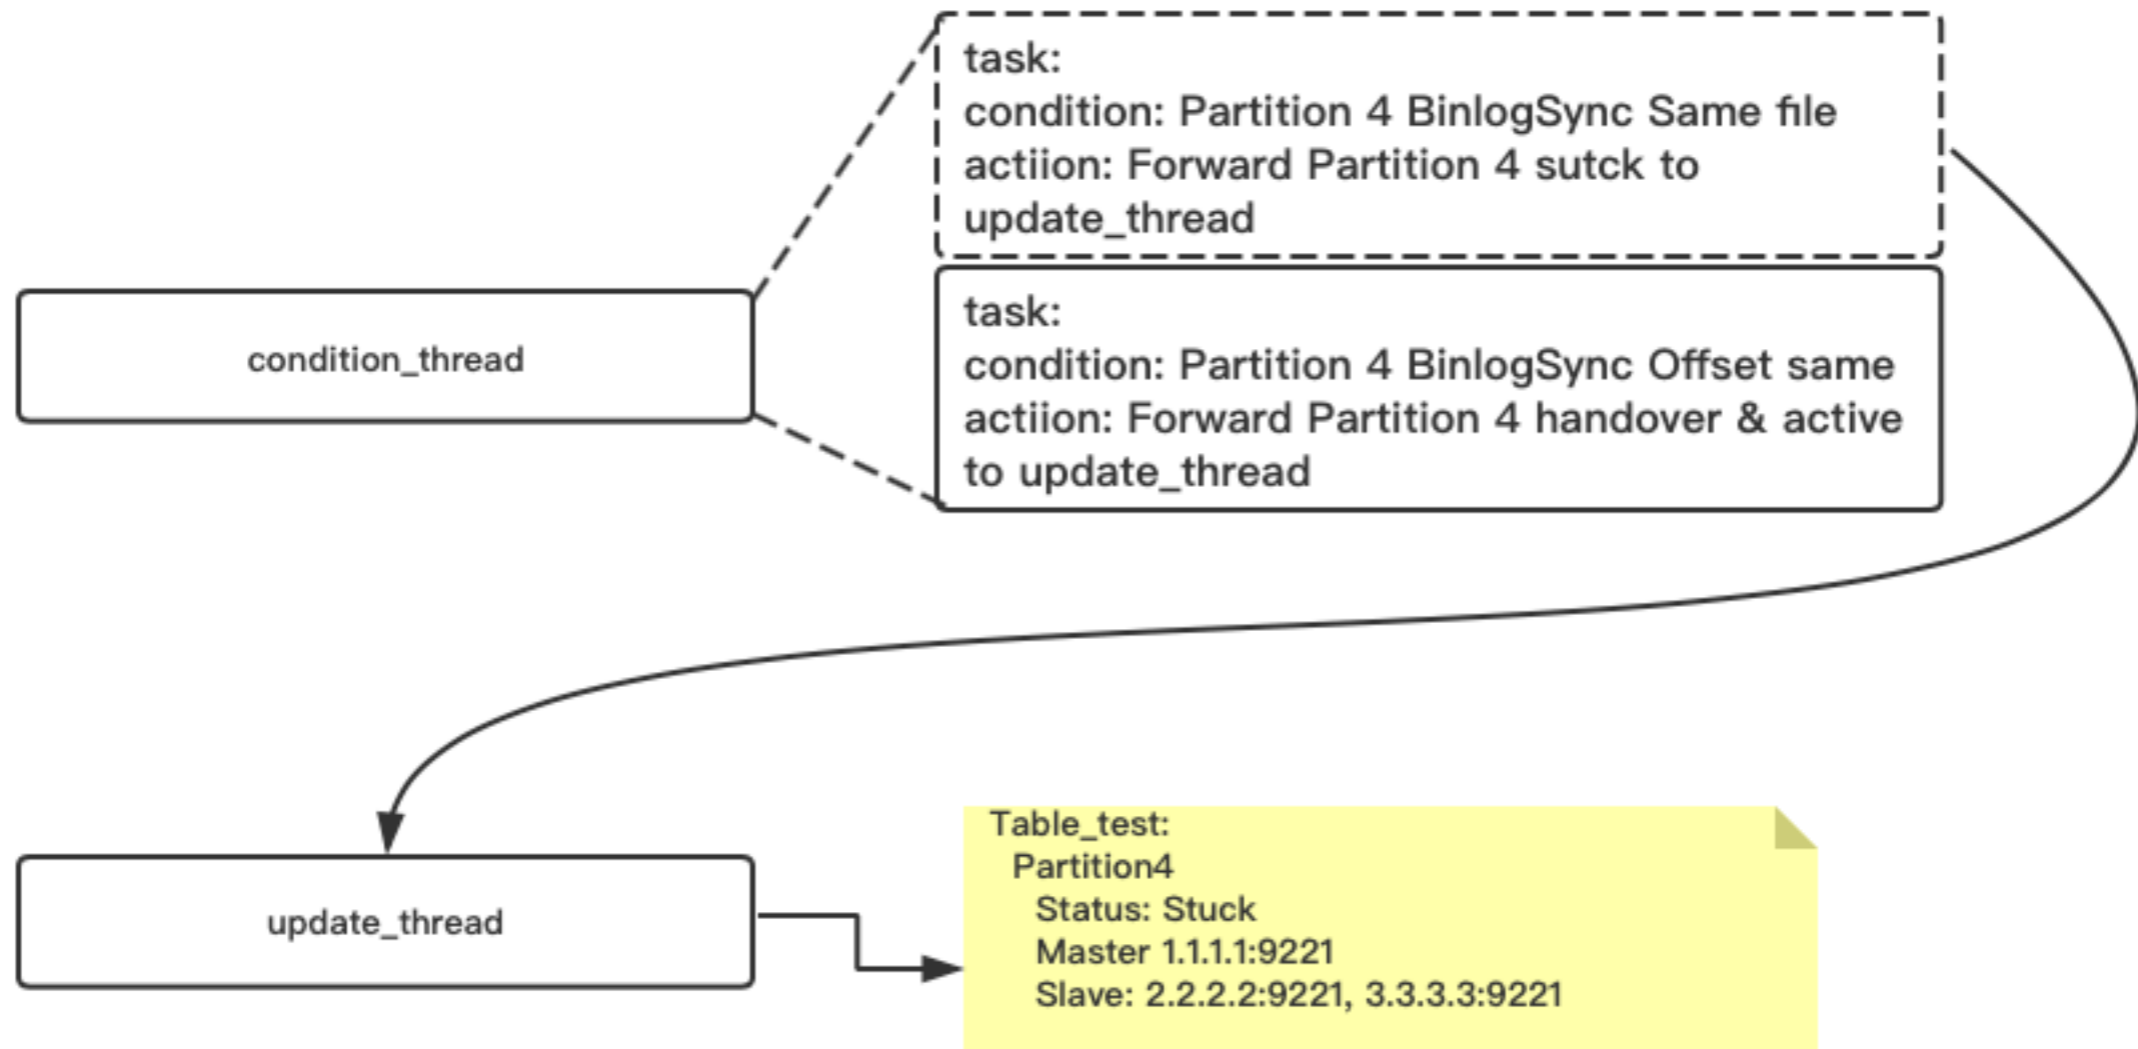 task:
condition: Partition 4 BinlogSync Same file
actiion: Forward Partition 4 sutck to
update_thread
condition_thread
task:
condition: Partition 4 BinlogSync Offset same
actiion: Forward Partition 4 handover & active
to update_thread
update_thread
Table_test:
Partition4
Status: Stuck
Master 1.1.1.1:9221
Slave: 2.2.2.2:9221, 3.3.3.3:9221